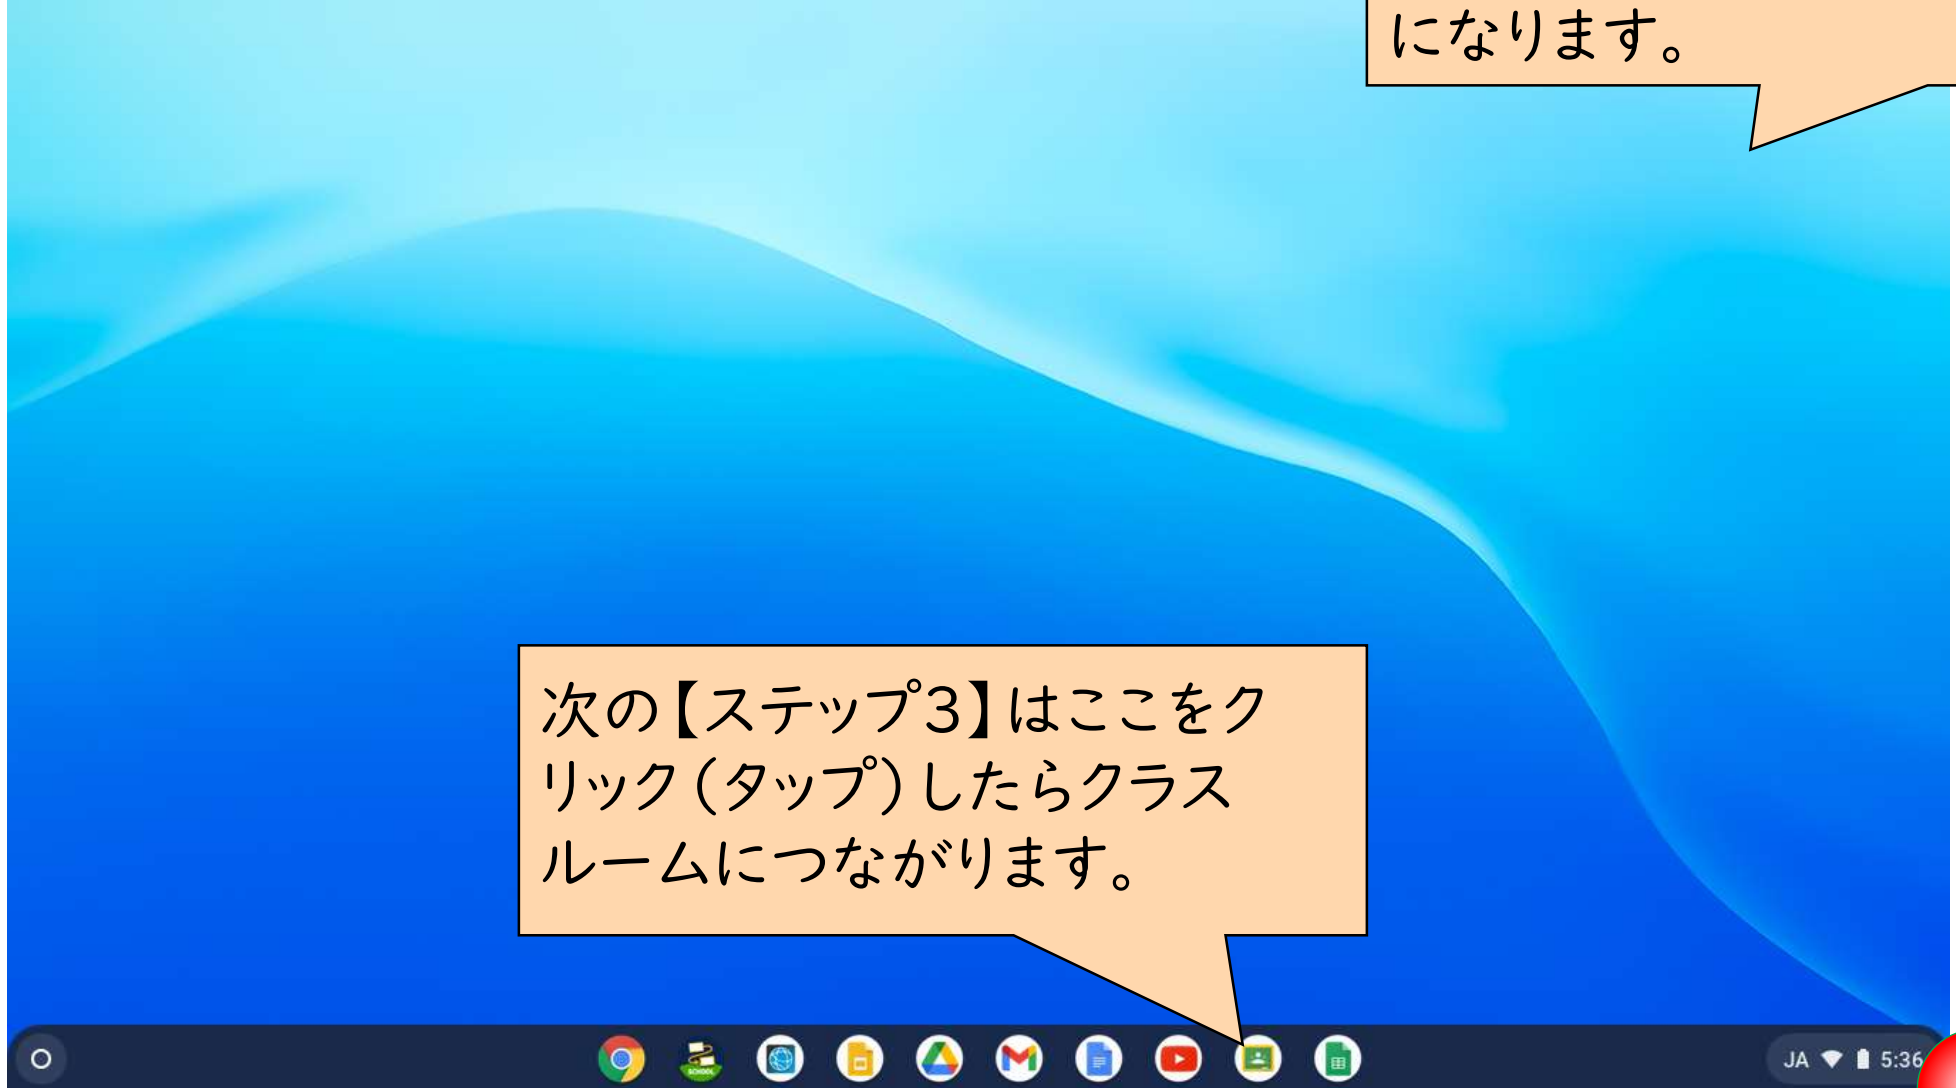 になります。
次の【ステップ3】はここをク
リック（タップ）したらクラス
ルームにつながります。
SCHOOL
JA 5:36